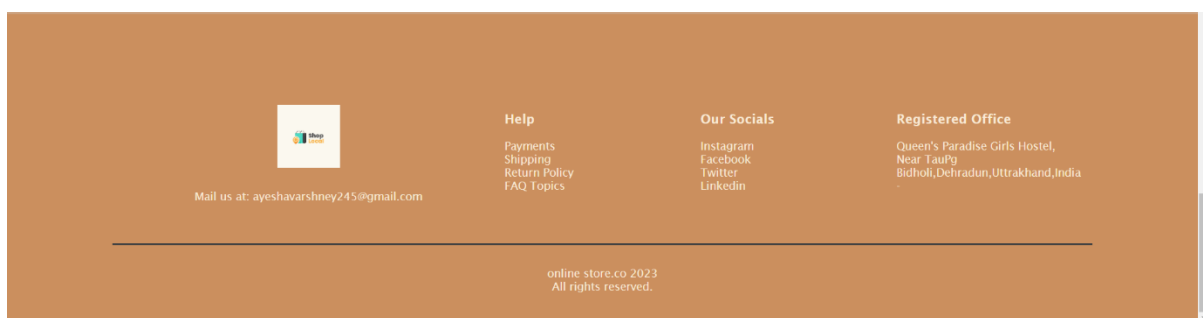 Shop
Mail us at: ayeshavarshney245@gmail.com
Help
Payments
Shipping
Return Policy
FAQ Topics
Our Socials
Instagram
Facebook
Twitter
Linkedin
Registered Office
Queen's Paradise Girls Hostel,
Near TauPg
Bidholi,Dehradun,Uttrakhand,India
-
online store.co 2023
All rights reserved.